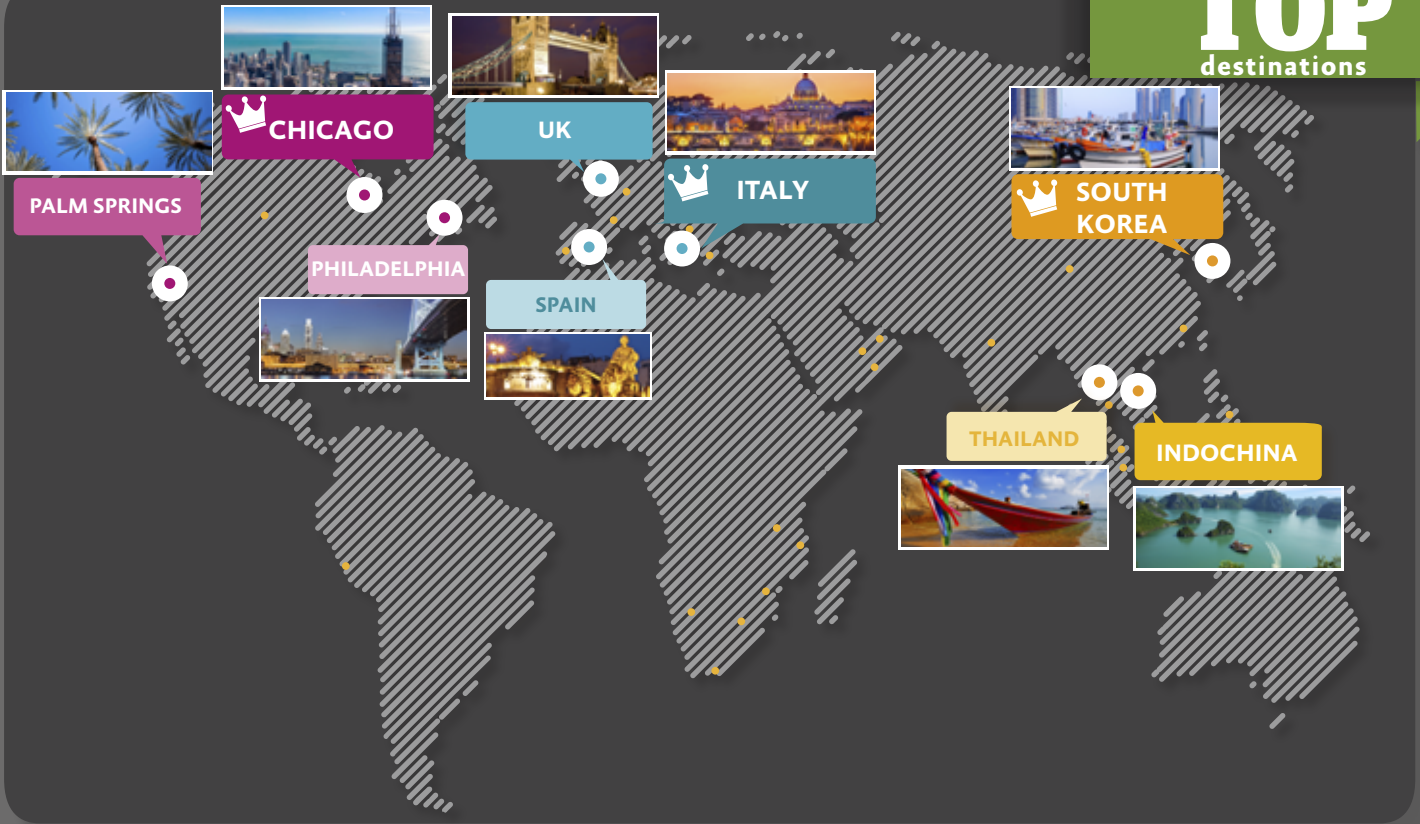 TOP
destinations
CHICAGO
UK
ITALY
SOUTH
KOREA
PALM SPRINGS
PHILADELPHIA
SPAIN
THAILAND
INDOCHINA